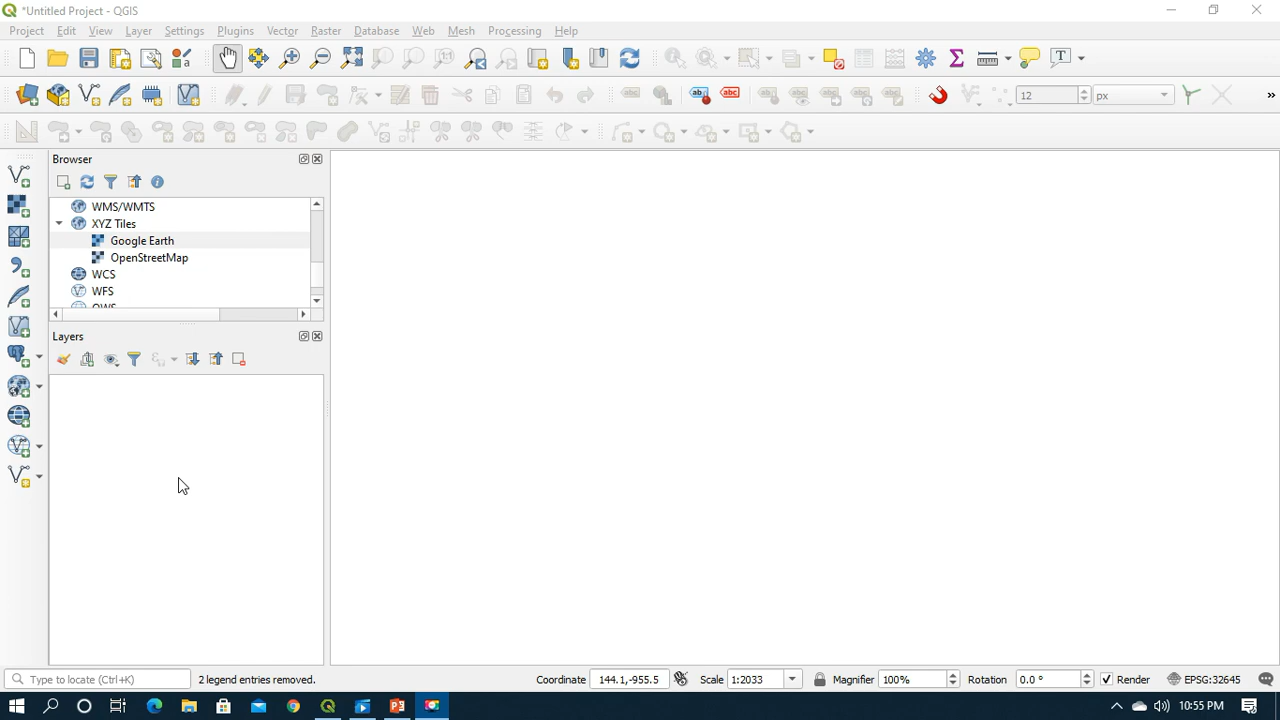 *Untitled Project - QGIS
Project Edit View Layer Settings Plugins Vector Raster Database Web Mesh Processing Help
12 px
Browser
WMS/WMTS
XYZ Tiles
Google Earth
OpenStreetMap
WCS
WFS
Layers
Type to locate (Ctrl+K) 2 legend entries removed. Coordinate 144.1,-955.5 Scale 1:2033 Magnifier 100% Rotation 0.0 ° Render EPSG:32645
10:55 PM